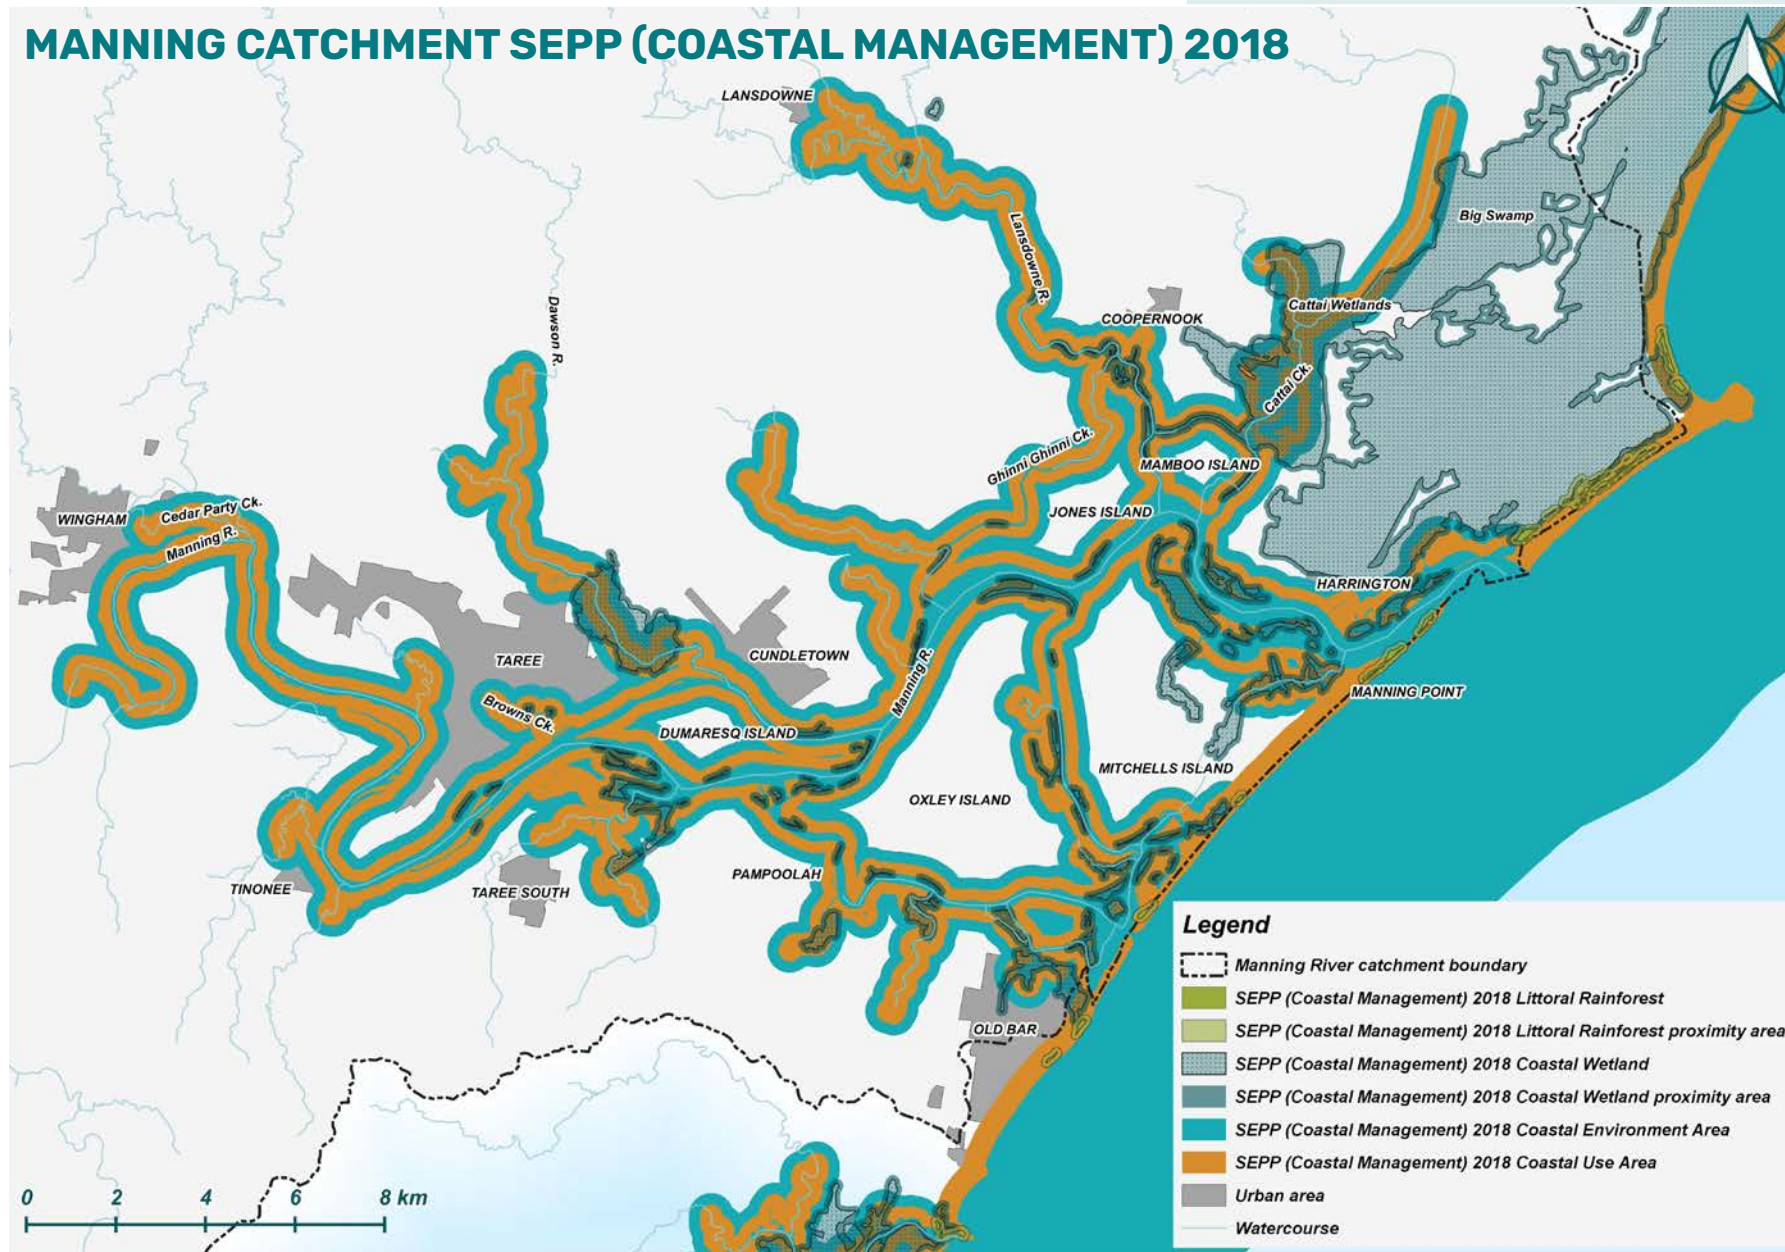 MANNING CATCHMENT SEPP (COASTAL MANAGEMENT) 2018
LANSDOWNE
Big Swamp
Lansdowne R.
Dawson R.
Cattai Wetlands
COOPERNOOK
Cattai Ck.
Ghinni Ghinni Ck.
MAMBOO ISLAND
JONES ISLAND
WINGHAM
Cedar Party Ck.
Manning R.
HARRINGTON
TAREE
CUNDLETOWN
Manning R.
MANNING POINT
Browns Ck.
DUMARESQ ISLAND
MITCHELLS ISLAND
OXLEY ISLAND
TINONEE
TAREE SOUTH
PAMPOOLAH
OLD BAR
Legend
Manning River catchment boundary
SEPP (Coastal Management) 2018 Littoral Rainforest
SEPP (Coastal Management) 2018 Littoral Rainforest proximity area
SEPP (Coastal Management) 2018 Coastal Wetland
SEPP (Coastal Management) 2018 Coastal Wetland proximity area
SEPP (Coastal Management) 2018 Coastal Environment Area
SEPP (Coastal Management) 2018 Coastal Use Area
Urban area
Watercourse
0 2 4 6 8 km